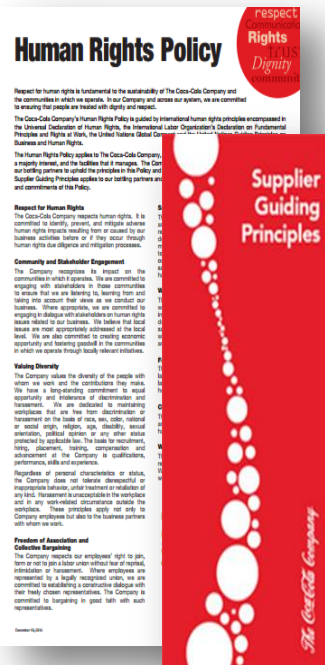 respect
Communication
Rights
trust
Dignity
communit
Human Rights Policy
Respect for human rights is fundamental to the sustainability of The Coca-Cola Company and
the communities in which we operate. In our Company and across our system, we are committed
to ensuring that people are treated with dignity and respect.
The Coca-Cola Company's Human Rights Policy is guided by international human rights principles encompassed in
the Universal Declaration of Human Rights, the International Labor Organization's Declaration on Fundamental
Principles and Rights at Work, the United Nations Global
Business and Human Rights.
The Human Rights Policy applies to The Coca-Cola Company,
a majority interest, and the facilities that it manages. The Com
our bottling partners to uphold the principles in this Policy and
Supplier Guiding Principles applies to our bottling partners and
and commitments of this Policy.
Respect for Human Rights
The Coca-Cola Company respects human rights. It is
committed to identify, prevent, and mitigate adverse
human rights impacts resulting from or caused by our
business activities before or if they occur through
human rights due diligence and mitigation processes.
Community and Stakeholder Engagement
The Company recognizes its impact on the
communities in which it operates. We are committed to
engaging with stakeholders in those communities
to ensure that we are listening to, learning from and
taking into account their views as we conduct our
business. Where appropriate, we are committed to
engaging in dialogue with stakeholders on human rights
issues related to our business. We believe that local
issues are most appropriately addressed at the local
level. We are also committed to creating economic
opportunity and fostering goodwill in the communities
in which we operate through locally relevant initiatives.
Valuing Diversity
The Company values the diversity of the people with
whom we work and the contributions they make.
We have a long-standing commitment to equal
opportunity and intolerance of discrimination and
harassment. We are dedicated to maintaining
workplaces that are free from discrimination or
harassment on the basis of race, sex, color, national
or social origin, religion, age, disability, sexual
orientation, political opinion or any other status
protected by applicable law. The basis for recruitment,
hiring, placement, training, compensation and
advancement at the Company is qualifications,
performance, skills and experience.
Regardless of personal characteristics or status,
the Company does not tolerate disrespectful or
inappropriate behavior, unfair treatment or retaliation of
any kind. Harassment is unacceptable in the workplace
and in any work-related circumstance outside the
workplace. These principles apply not only to
Company employees but also to the business partners
with whom we work.
Freedom of Association and
Collective Bargaining
The Company respects our employees' right to join,
form or not to join a labor union without fear of reprisal,
intimidation or harassment. Where employees are
represented by a legally recognized union, we are
committed to establishing a constructive dialogue with
their freely chosen representatives. The Company is
committed to bargaining in good faith with such
representatives.
Supplier
Guiding
Principles
The Coca-Cola Company